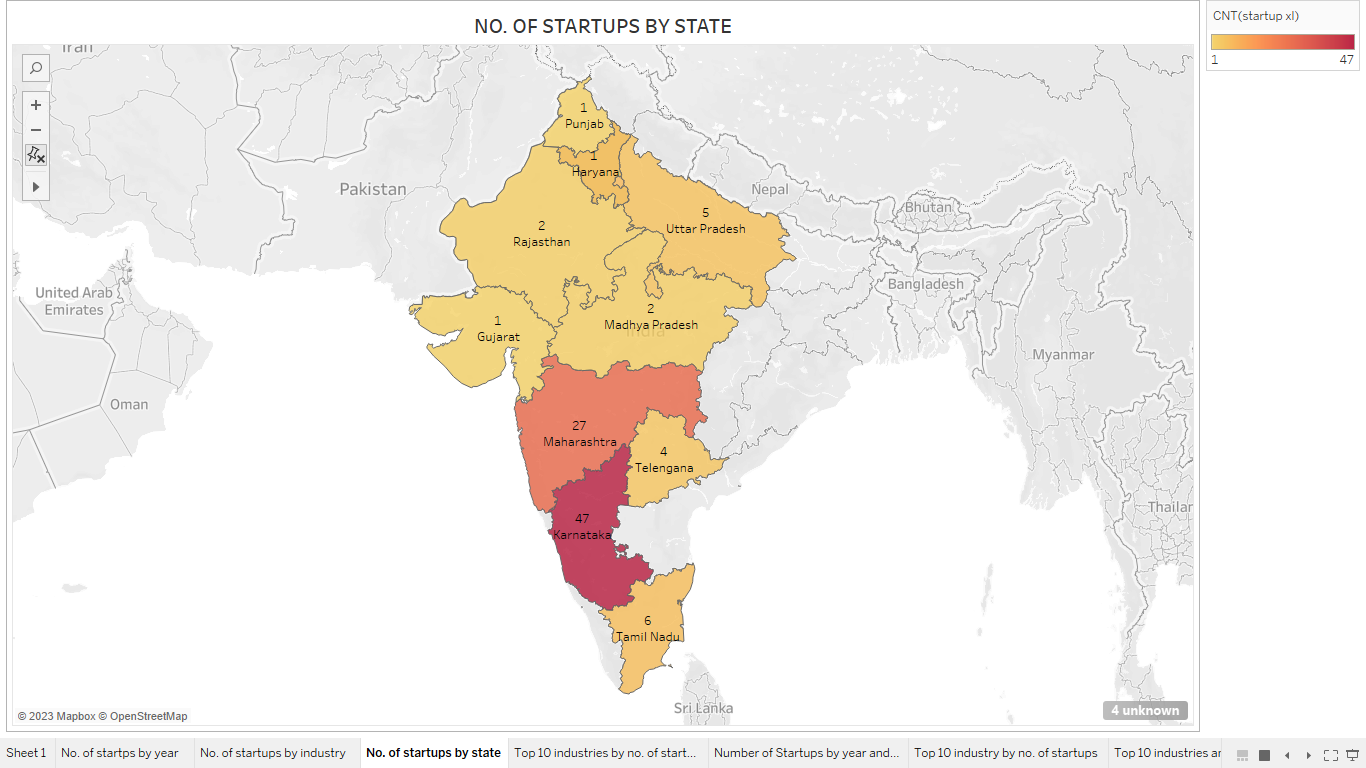 NO. OF STARTUPS BY STATE
CNT(startup xl)
1
47
Iran
1
Punjab
1
Haryana
Pakistan
Nepal
5
Uttar Pradesh
Bhutan
2
Rajasthan
Bangladesh
United Arab
Emirates
2
Madhya Pradesh
India
1
Gujarat
Myanmar
Oman
27
Maharashtra
4
Telengana
Thailan
47
Karnataka
6
Tamil Nadu
Sri Lanka
4 unknown
© 2023 Mapbox © OpenStreetMap
Sheet 1
No. of startps by year
No. of startups by industry
No. of startups by state
Top 10 industries by no. of start...
Number of Startups by year and...
Top 10 industry by no. of startups
Top 10 industries ar